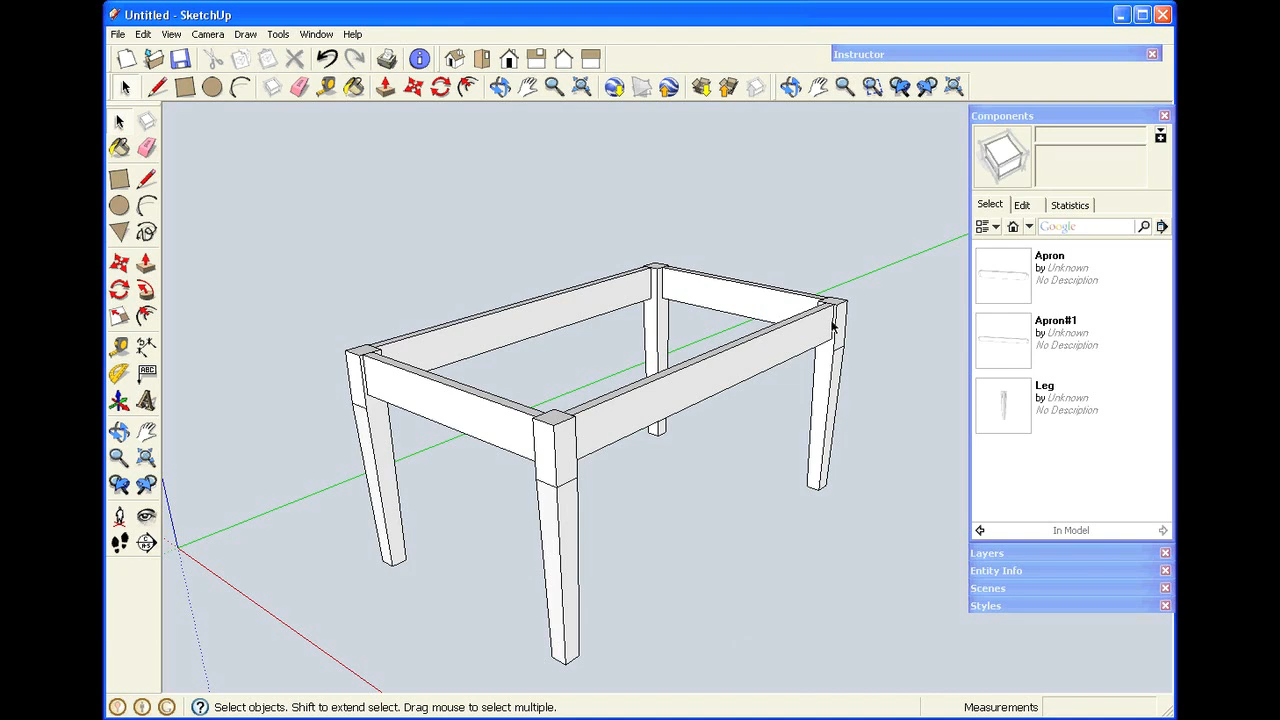 Untitled - SketchUp
File Edit View Camera Draw Tools Window Help
Instructor
Components
Select Edit Statistics
Google
Apron
by Unknown
No Description
Apron#1
by Unknown
No Description
Leg
by Unknown
No Description
In Model
Layers
Entity Info
Scenes
Styles
ABC
Select objects. Shift to extend select. Drag mouse to select multiple.
Measurements